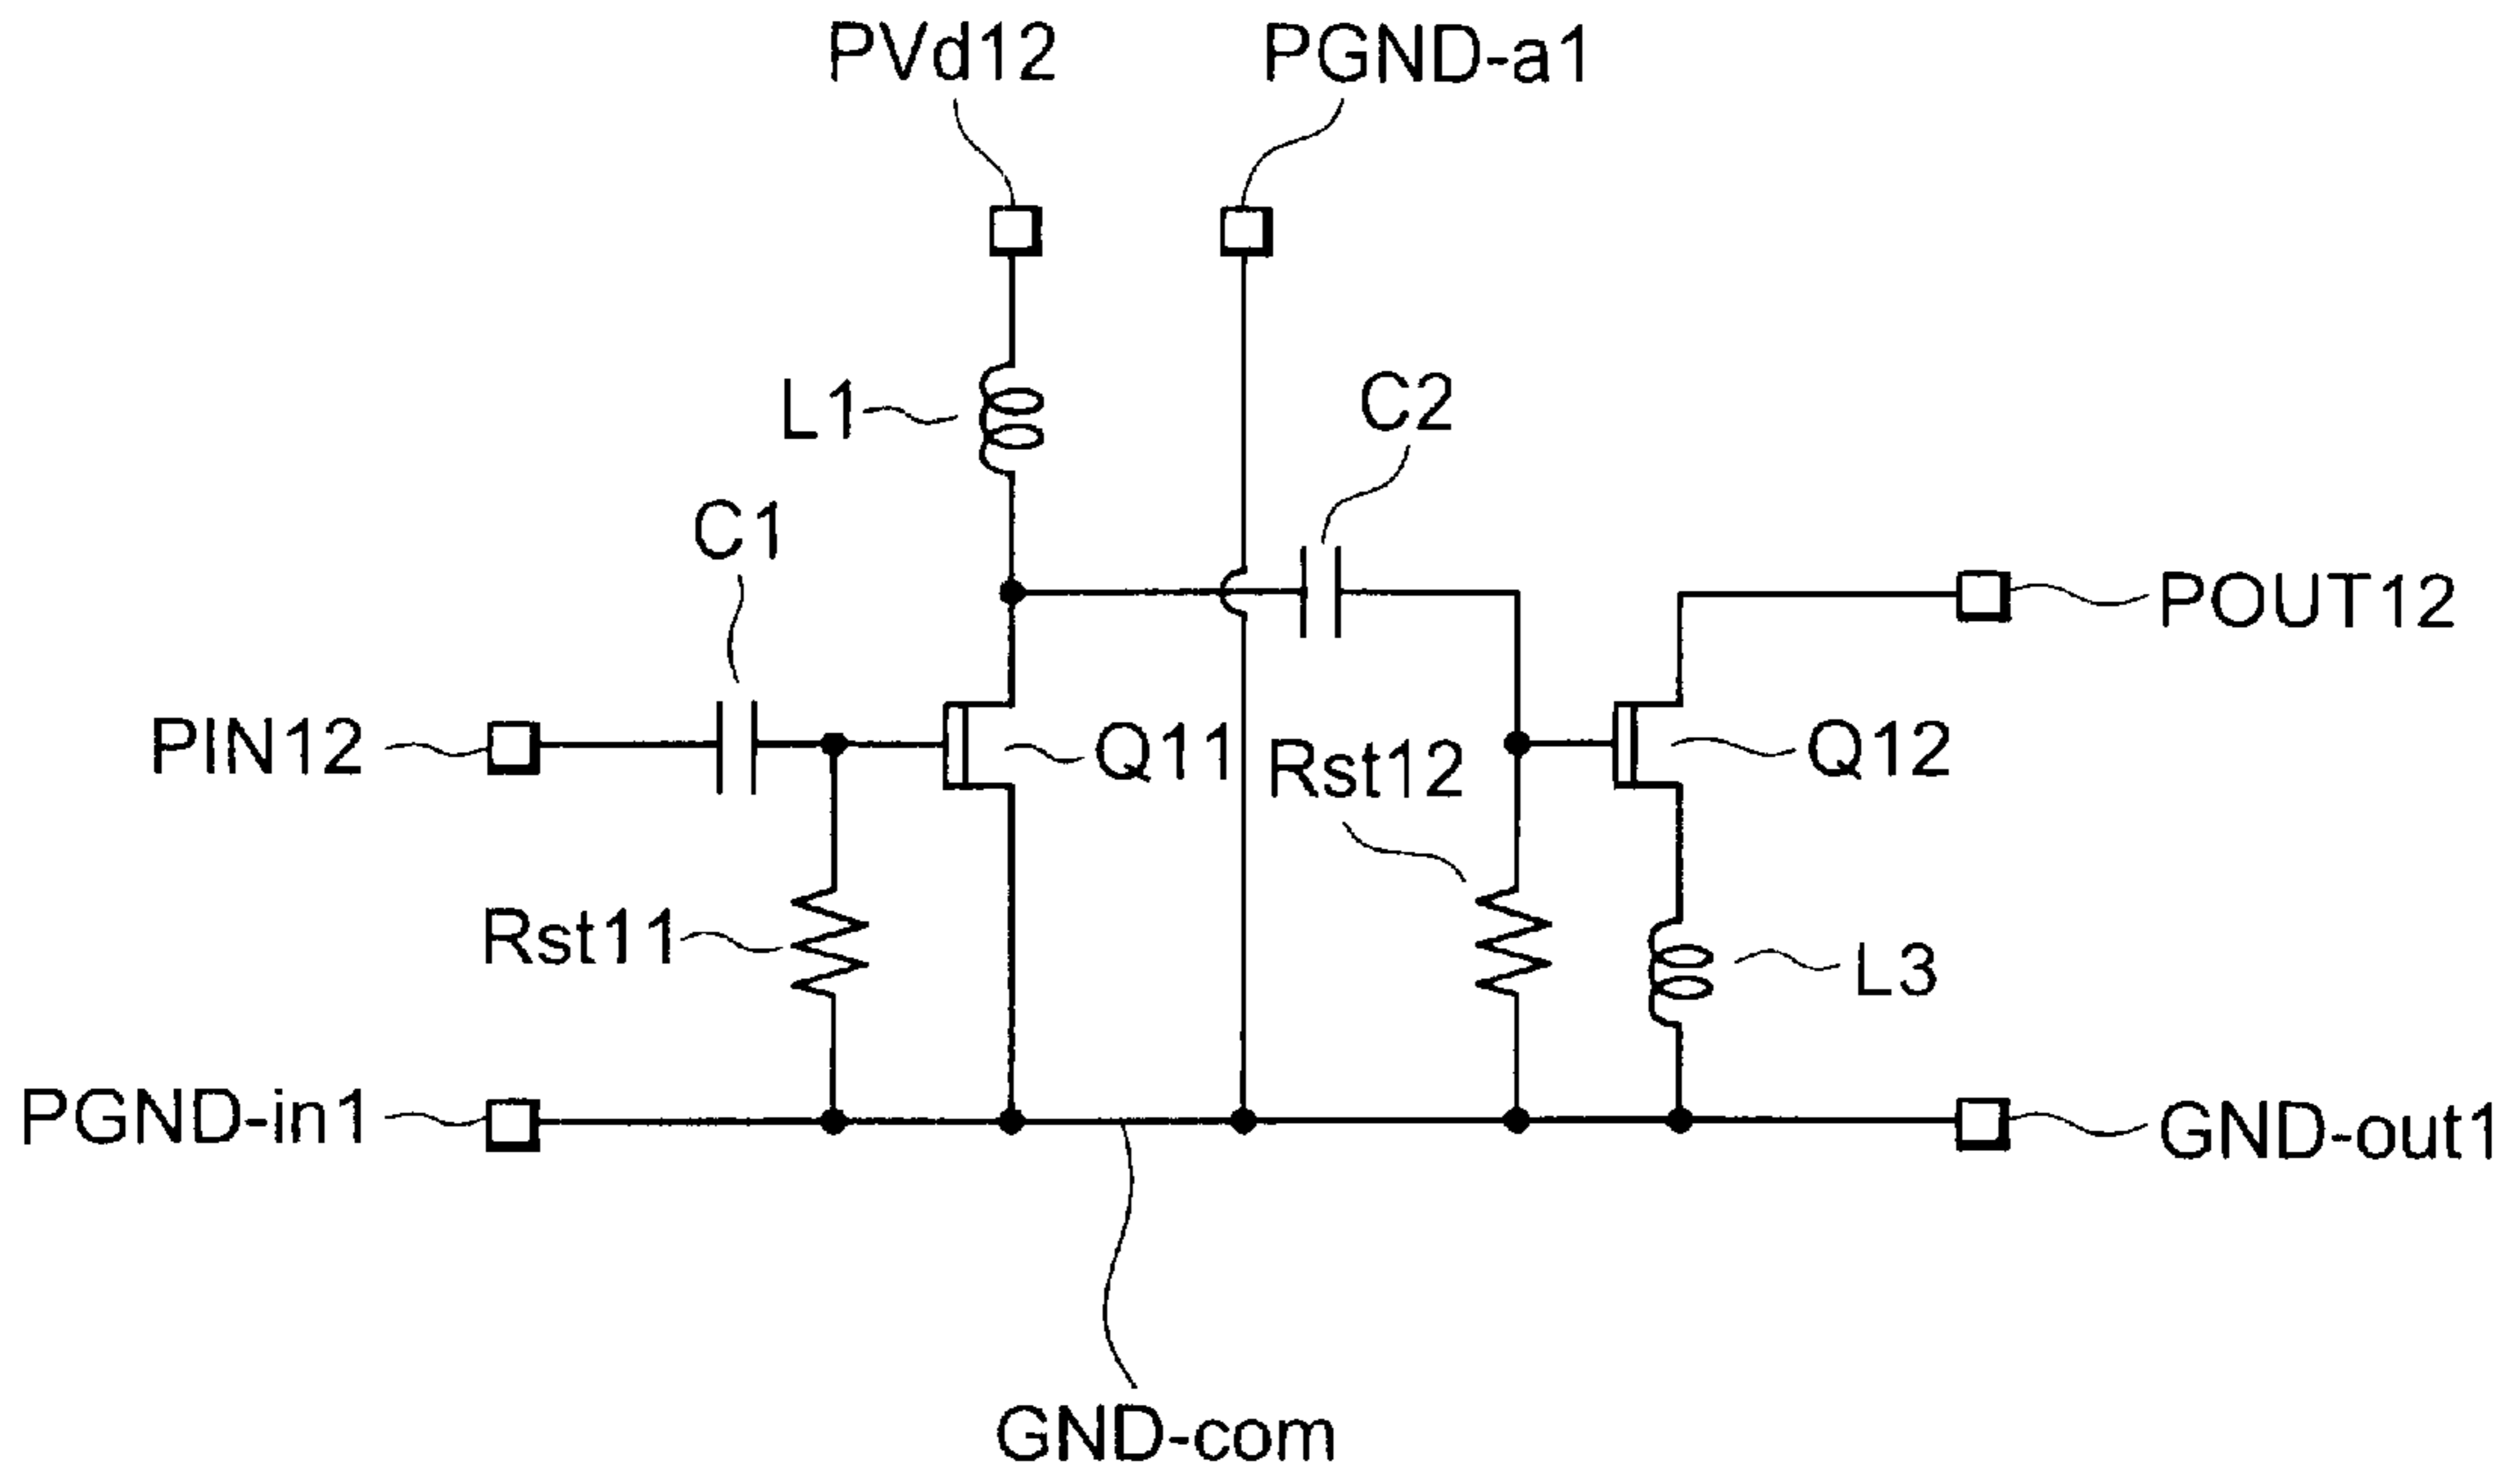 PVd12
PGND-a1
L1
C2
C1
POUT12
PIN12
Q11
Rst12
Q12
Rst11
L3
PGND-in1
GND-out1
GND-com